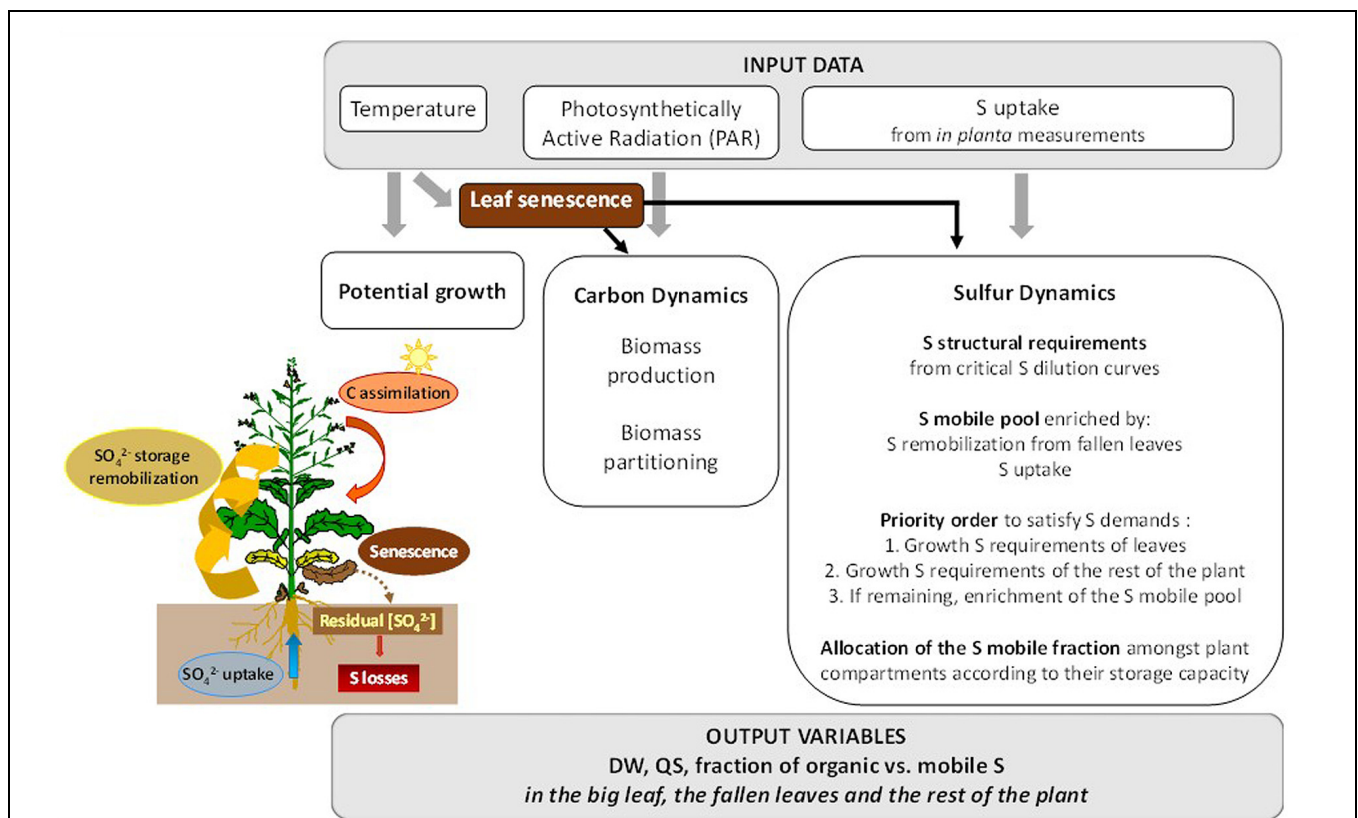 INPUT DATA
Temperature
Photosynthetically
Active Radiation (PAR)
S uptake
from in planta measurements
Leaf senescence
Potential growth
Carbon Dynamics
Biomass
production
Biomass
partitioning
Sulfur Dynamics
S structural requirements
from critical S dilution curves
S mobile pool enriched by:
S remobilization from fallen leaves
S uptake
Priority order to satisfy S demands :
1. Growth S requirements of leaves
2. Growth S requirements of the rest of the plant
3. If remaining, enrichment of the S mobile pool
Allocation of the S mobile fraction amongst plant
compartments according to their storage capacity
C assimilation
SO₄²⁻ storage
remobilization
Senescence
Residual [SO₄²⁻]
SO₄²⁻ uptake
S losses
OUTPUT VARIABLES
DW, QS, fraction of organic vs. mobile S
in the big leaf, the fallen leaves and the rest of the plant